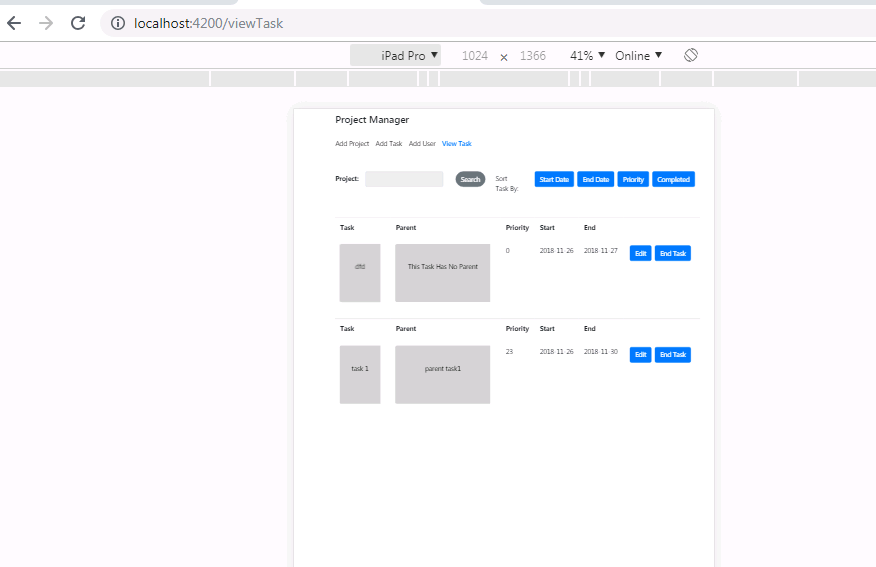 localhost:4200/viewTask
iPad Pro ▼ 1024 × 1366 41% ▼ Online ▼
Project Manager
Add Project Add Task Add User View Task
Project: Search Sort Task By: Start Date End Date Priority Completed
Task Parent Priority Start End
dfd This Task Has No Parent 0 2018-11-26 2018-11-27 Edit End Task
Task Parent Priority Start End
task 1 parent task1 23 2018-11-26 2018-11-30 Edit End Task